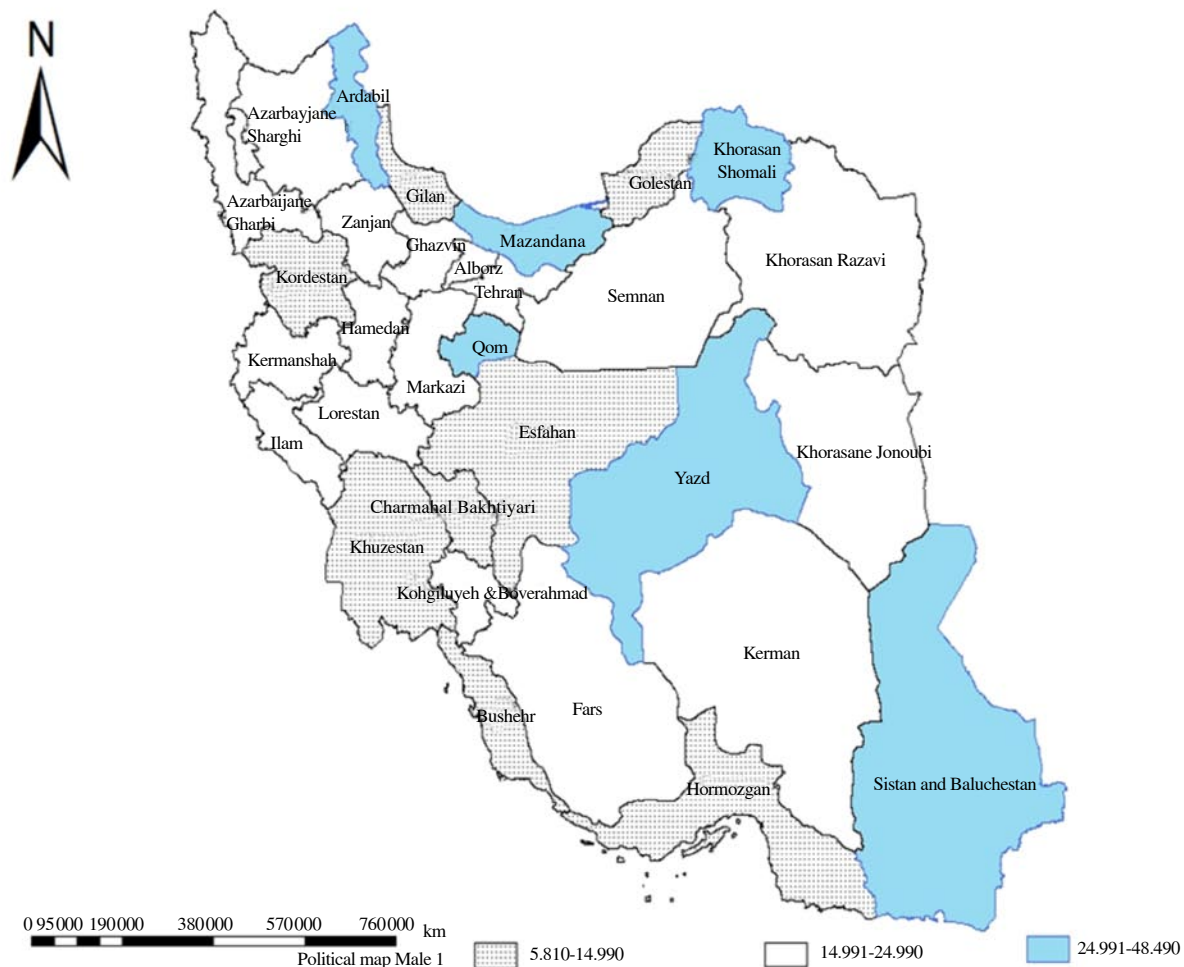 N
Ardabil
Azarbayjane
Sharghi
Khorasan
Shomali
Golestan
Gilan
Azarbaijane
Gharbi
Zanjan
Ghazvin
Mazandana
Alborz
Khorasan Razavi
Kordestan
Tehran
Semnan
Hamedan
Qom
Kermanshah
Markazi
Lorestan
Esfahan
Ilam
Khorasane Jonoubi
Yazd
Charmahal Bakhtiyari
Khuzestan
Kohgiluyeh &Boverahmad
Kerman
Bushehr
Fars
Hormozgan
Sistan and Baluchestan
0 95000 190000 380000 570000 760000 km
Political map Male 1
5.810-14.990
14.991-24.990
24.991-48.490